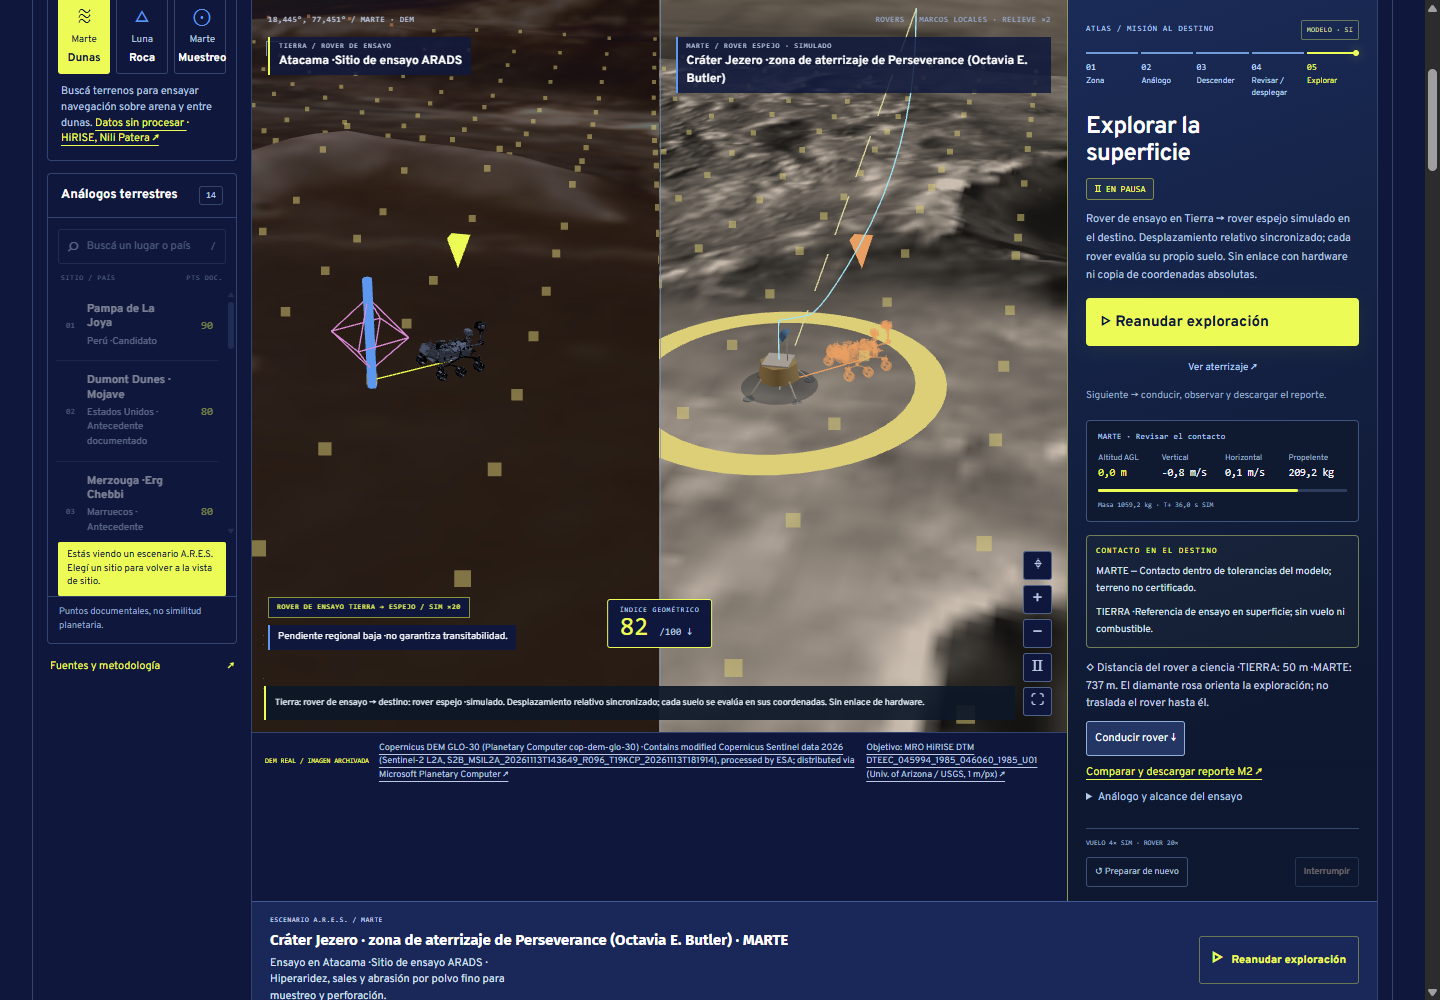 Marte
Dunas
Luna
Roca
Marte
Muestreo
Buscá terrenos para ensayar
navegación sobre arena y entre
dunas. Datos sin procesar ·
HiRISE, Nili Patera ↗
Análogos terrestres
14
Buscá un lugar o país /
SITIO / PAÍS PTS DOC.
01 Pampa de La Joya 90
Perú · Candidato
02 Dumont Dunes ·
Mojave 80
Estados Unidos ·
Antecedente
documentado
03 Merzouga · Erg
Chebbi 80
Marruecos ·
Antecedente
Estás viendo un escenario A.R.E.S.
Elegí un sitio para volver a la vista
de sitio.
Puntos documentales, no similitud
planetaria.
Fuentes y metodología ↗
18,445°, 77,451° / MARTE · DEM
TIERRA / ROVER DE ENSAYO
Atacama · Sitio de ensayo ARADS
ROVERS MARCOS LOCALES · RELIEVE ×2
MARTE / ROVER ESPEJO · SIMULADO
Cráter Jezero · zona de aterrizaje de Perseverance (Octavia E.
Butler)
ROVER DE ENSAYO TIERRA → ESPEJO / SIM ×20
Pendiente regional baja · no garantiza transitabilidad.
ÍNDICE GEOMÉTRICO
82 /100 ↓
Tierra: rover de ensayo → destino: rover espejo · simulado. Desplazamiento relativo sincronizado; cada suelo se evalúa en sus coordenadas. Sin enlace de hardware.
DEM REAL / IMAGEN ARCHIVADA
Copernicus DEM GLO-30 (Planetary Computer cop-dem-glo-30) · Contains modified Copernicus Sentinel data 2026
(Sentinel-2 L2A, S2B_MSIL2A_20261113T143649_R096_T19KCP_20261113T181914), processed by ESA; distributed via
Microsoft Planetary Computer ↗
Objetivo: MRO HiRISE DTM
DTEEC_045994_1985_046060_1985_U01
(Univ. of Arizona / USGS, 1 m/px) ↗
ATLAS / MISIÓN AL DESTINO
MODELO · SI
01 Zona
02 Análogo
03 Descender
04 Revisar / desplegar
05 Explorar
Explorar la
superficie
EN PAUSA
Rover de ensayo en Tierra → rover espejo simulado en
el destino. Desplazamiento relativo sincronizado; cada
rover evalúa su propio suelo. Sin enlace con hardware
ni copia de coordenadas absolutas.
Reanudar exploración
Ver aterrizaje ↗
Siguiente → conducir, observar y descargar el reporte.
MARTE · Revisar el contacto
Altitud AGL Vertical Horizontal Propelente
0,0 m -0,8 m/s 0,1 m/s 209,2 kg
Masa 1059,2 kg · T+ 36,0 s SIM
CONTACTO EN EL DESTINO
MARTE — Contacto dentro de tolerancias del modelo;
terreno no certificado.
TIERRA · Referencia de ensayo en superficie; sin vuelo ni
combustible.
◇ Distancia del rover a ciencia · TIERRA: 50 m · MARTE:
737 m. El diamante rosa orienta la exploración; no
traslada el rover hasta él.
Conducir rover ↓
Comparar y descargar reporte M2 ↗
▶ Análogo y alcance del ensayo
VUELO 4× SIM · ROVER 20×
↺ Preparar de nuevo
Interrumpir
ESCENARIO A.R.E.S. / MARTE
Cráter Jezero · zona de aterrizaje de Perseverance (Octavia E. Butler) · MARTE
Ensayo en Atacama · Sitio de ensayo ARADS ·
Hiperaridez, sales y abrasión por polvo fino para
muestreo y perforación.
Reanudar exploración